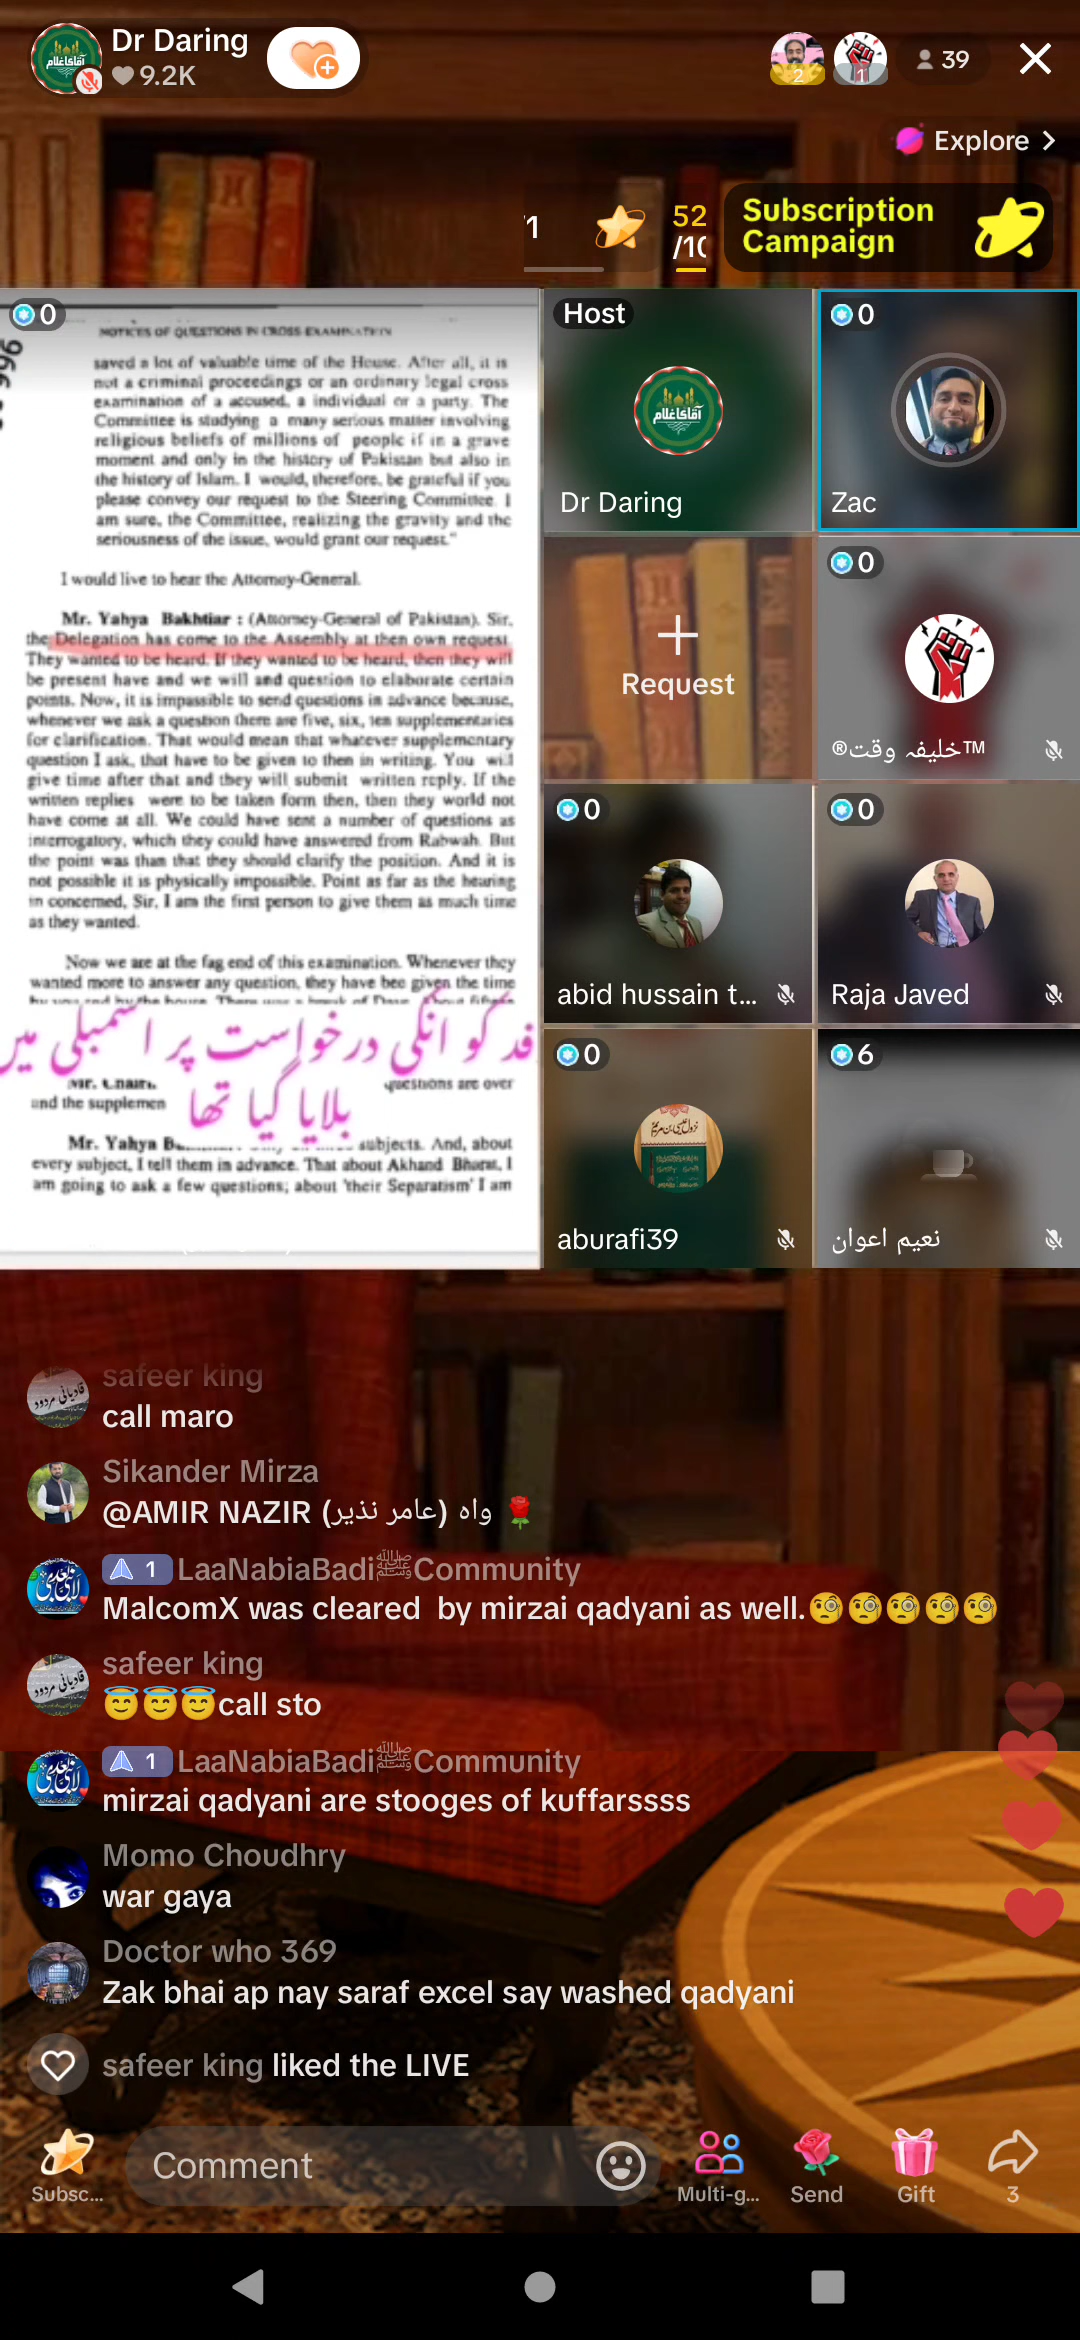 Dr Daring
9.2K
2
1
39
Explore
52
/10
Subscription
Campaign
0
NOTICES OF QUESTIONS IN CROSS EXAMINATION
saved a lot of valuable time of the House. After all, it is
not a criminal proceedings or an ordinary legal cross
examination of a accused, a individual or a party. The
Committee is studying a many serious matter involving
religious beliefs of millions of people if in a grave
moment and only in the history of Pakistan but also in
the history of Islam. I would, therefore, be grateful if you
please convey our request to the Steering Committee. I
am sure, the Committee, realizing the gravity and the
seriousness of the issue, would grant our request."
I would live to hear the Attorney-General.
Mr. Yahya Bakhtiar : (Attorney-General of Pakistan). Sir,
the Delegation has come to the Assembly at then own request.
They wanted to be heard. If they wanted to be heard, then they will
be present have and we will and question to elaborate certain
points. Now, it is impassible to send questions in advance because,
whenever we ask a question there are five, six, ten supplementaries
for clarification. That would mean that whatever supplementary
question I ask, that have to be given to then in writing. You will
give time after that and they will submit written reply. If the
written replies were to be taken form then, then they world not
have come at all. We could have sent a number of questions as
interrogatory, which they could have answered from Rabwah. But
the point was than that they should clarify the position. And it is
not possible it is physically impossible. Point as far as the hearing
in concerned, Sir, I am the first person to give them as much time
as they wanted.
Now we are at the fag end of this examination. Whenever they
wanted more to answer any question, they have bee given the time
فد کو انکی درخواست پر اسمبلی میں
بلایا گیا تھا
questions are over
and the supplemen
Mr. Yahya B subjects. And, about
every subject, I tell them in advance. That about Akhand Bharat, I
am going to ask a few questions; about 'their Separatism' I am
Host
Dr Daring
0
Zac
Request
0
™خلیفہ وقت®
0
abid hussain t...
0
Raja Javed
0
aburafi39
6
نعیم اعوان
safeer king
call maro
Sikander Mirza
@AMIR NAZIR (عامر نذیر) واہ 🌹
1 LaaNabiaBadiﷺCommunity
MalcomX was cleared by mirzai qadyani as well.🧐🧐🧐🧐🧐
safeer king
😇😇😇call sto
1 LaaNabiaBadiﷺCommunity
mirzai qadyani are stooges of kuffarssss
Momo Choudhry
war gaya
Doctor who 369
Zak bhai ap nay saraf excel say washed qadyani
safeer king liked the LIVE
Subsc...
Comment
Multi-g...
Send
Gift
3